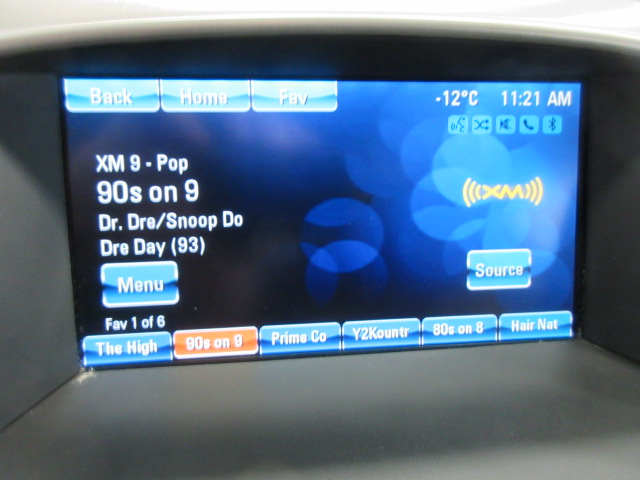 Back Home Fav -12°C 11:21 AM
XM 9 - Pop
90s on 9
(((XM)))
Dr. Dre/Snoop Do
Dre Day (93)
Menu Source
Fav 1 of 6
The High 90s on 9 Prime Co Y2Kountr 80s on 8 Hair Nat